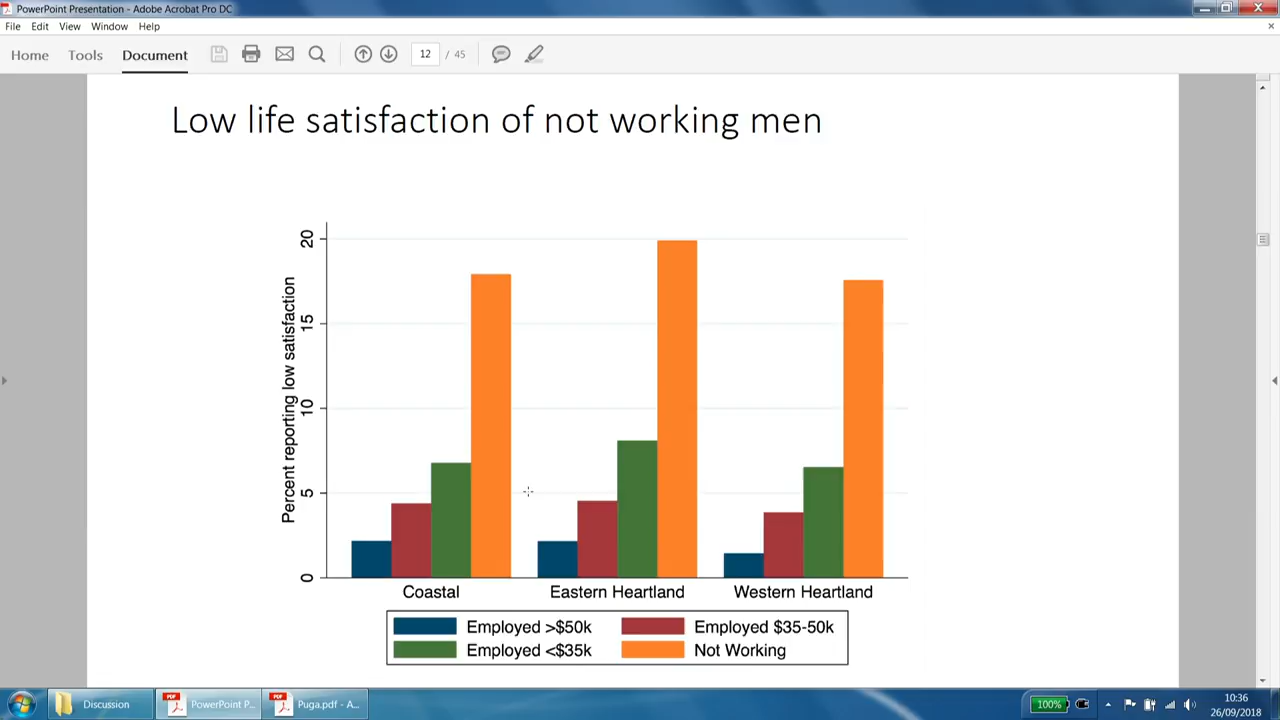 PowerPoint Presentation - Adobe Acrobat Pro DC
File Edit View Window Help
Home Tools Document 12 / 45
Low life satisfaction of not working men
Percent reporting low satisfaction
20
15
10
5
0
Coastal Eastern Heartland Western Heartland
Employed >$50k Employed $35-50k
Employed <$35k Not Working
Discussion PowerPoint P... Puga.pdf - A... 100% 10:36
26/09/2018